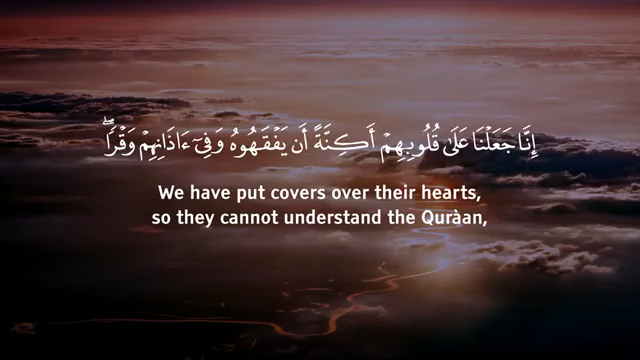 إِنَّا جَعَلْنَا عَلَىٰ قُلُوبِهِمْ أَكِنَّةً أَن يَفْقَهُوهُ وَفِىٓ ءَاذَانِهِمْ وَقْرًا ۖ
We have put covers over their hearts,
so they cannot understand the Quràan,